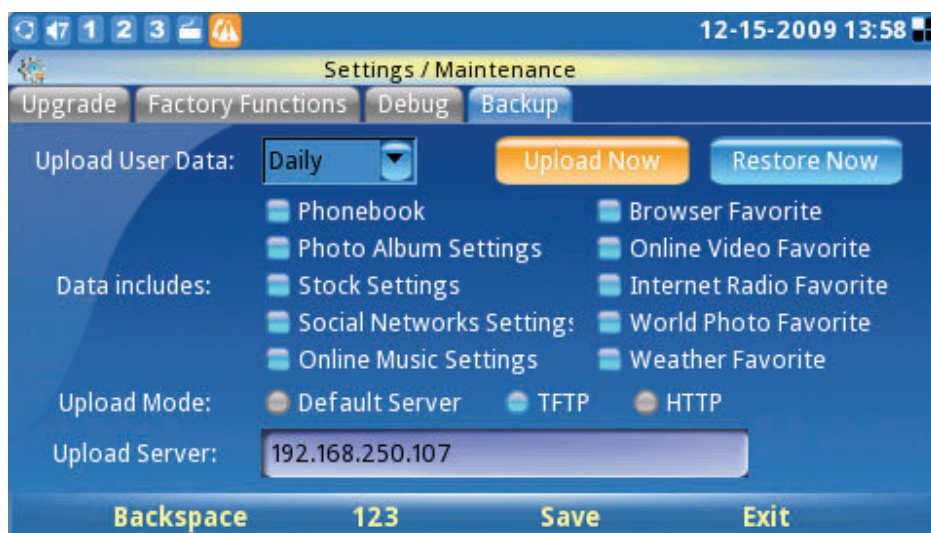 47 1 2 3 12-15-2009 13:58
Settings / Maintenance
Upgrade Factory Functions Debug Backup
Upload User Data: Daily Upload Now Restore Now
Phonebook Browser Favorite
Photo Album Settings Online Video Favorite
Data includes: Stock Settings Internet Radio Favorite
Social Networks Settings World Photo Favorite
Online Music Settings Weather Favorite
Upload Mode: Default Server TFTP HTTP
Upload Server: 192.168.250.107
Backspace 123 Save Exit